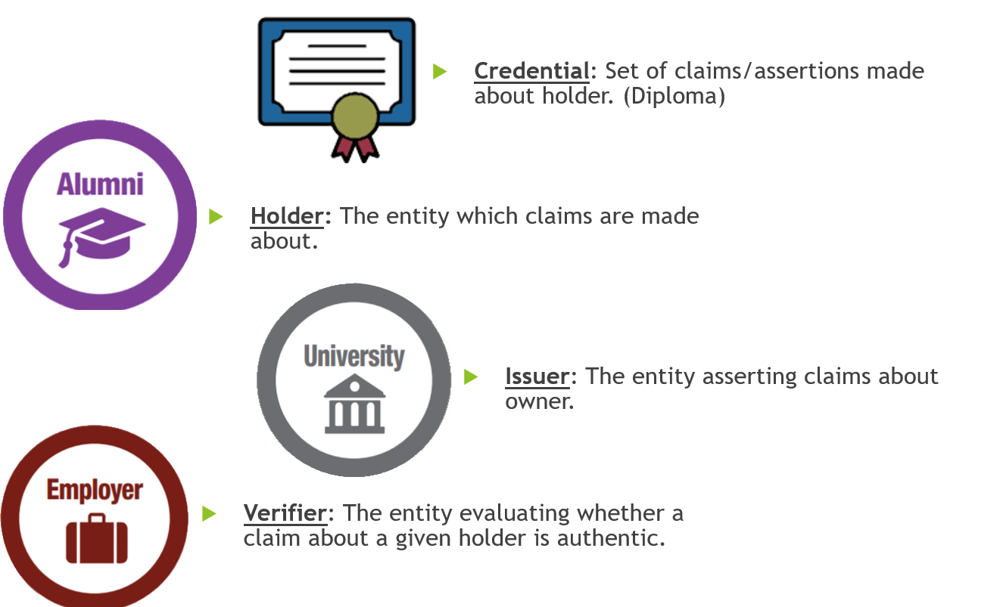 Credential: Set of claims/assertions made
about holder. (Diploma)
Alumni
Holder: The entity which claims are made
about.
University
Issuer: The entity asserting claims about
owner.
Employer
Verifier: The entity evaluating whether a
claim about a given holder is authentic.